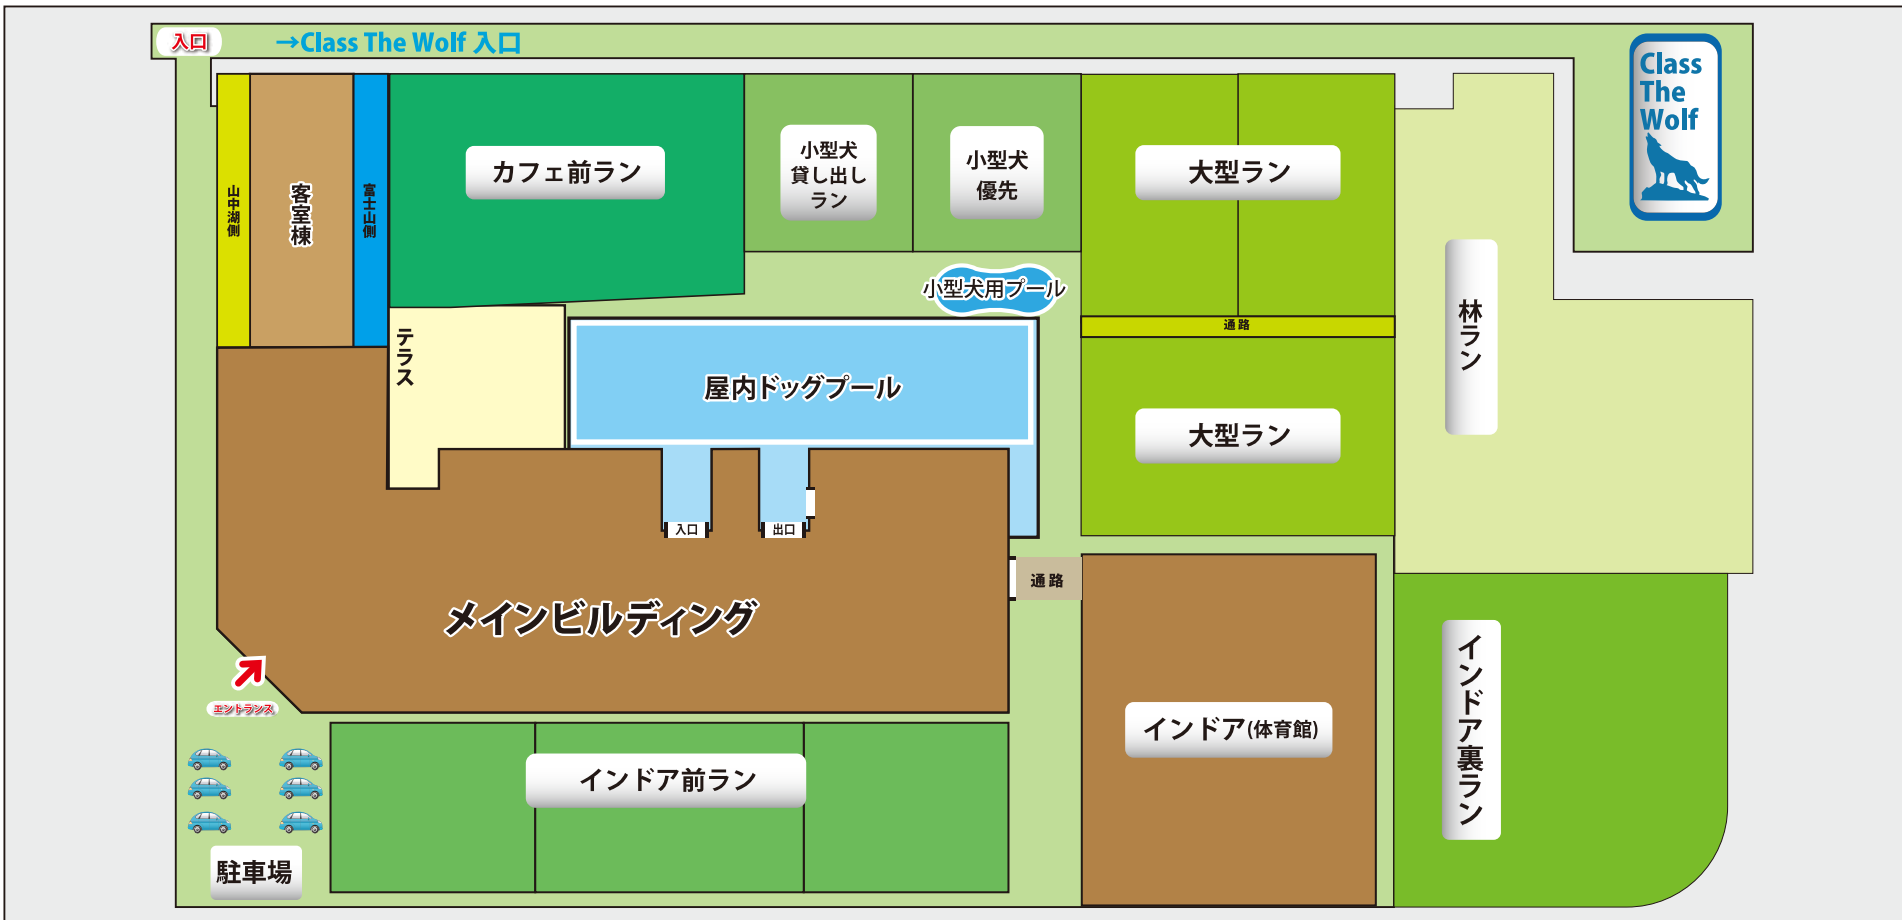 入口
→Class The Wolf 入口
Class
The
Wolf
山中湖側
客室棟
富士山側
カフェ前ラン
小型犬
貸し出し
ラン
小型犬
優先
大型ラン
小型犬用プール
通路
林ラン
テラス
屋内ドッグプール
大型ラン
入口
出口
通路
メインビルディング
エントランス
インドア前ラン
インドア(体育館)
インドア裏ラン
駐車場